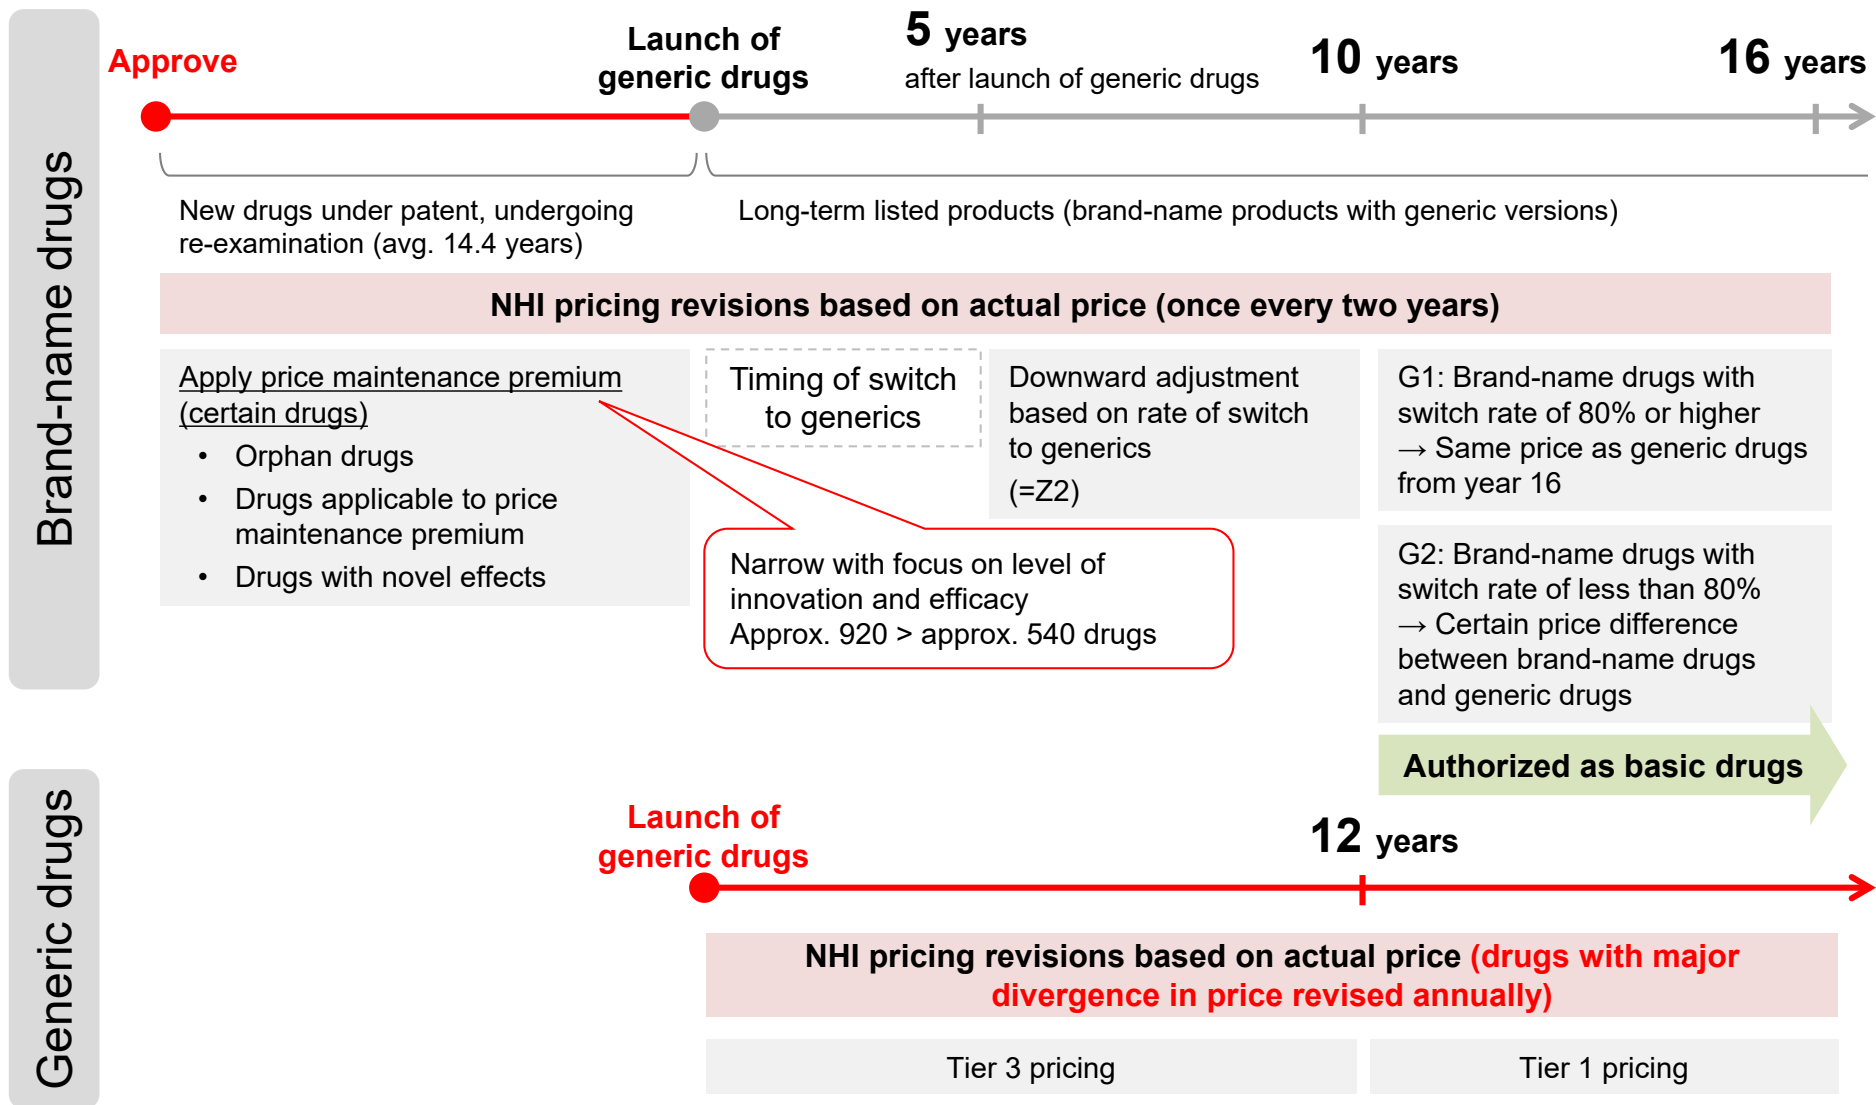 Brand-name drugs
Approve
Launch of
generic drugs
5 years
after launch of generic drugs
10 years
16 years
New drugs under patent, undergoing
re-examination (avg. 14.4 years)
Long-term listed products (brand-name products with generic versions)
NHI pricing revisions based on actual price (once every two years)
Apply price maintenance premium
(certain drugs)
• Orphan drugs
• Drugs applicable to price
maintenance premium
• Drugs with novel effects
Timing of switch
to generics
Downward adjustment
based on rate of switch
to generics
(=Z2)
Narrow with focus on level of
innovation and efficacy
Approx. 920 > approx. 540 drugs
G1: Brand-name drugs with
switch rate of 80% or higher
→ Same price as generic drugs
from year 16
G2: Brand-name drugs with
switch rate of less than 80%
→ Certain price difference
between brand-name drugs
and generic drugs
Authorized as basic drugs
Generic drugs
Launch of
generic drugs
12 years
NHI pricing revisions based on actual price (drugs with major
divergence in price revised annually)
Tier 3 pricing
Tier 1 pricing